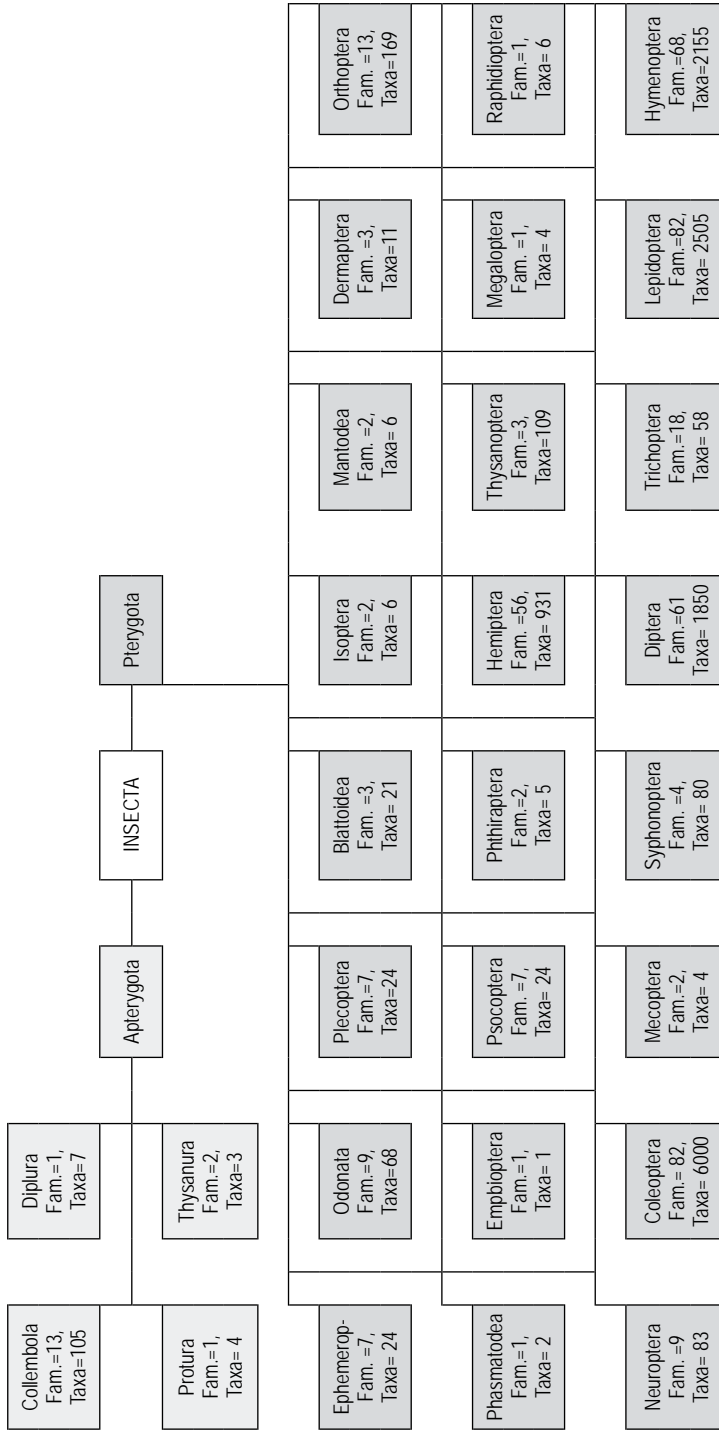 Collembola
Fam.=13,
Taxa=105
Diplura
Fam.=1,
Taxa=7
Protura
Fam.=1,
Taxa= 4
Thysanura
Fam.=2,
Taxa=3
Apterygota
INSECTA
Pterygota
Ephemerop-
Fam. =7,
Taxa= 24
Odonata
Fam. =9,
Taxa=68
Plecoptera
Fam.=7,
Taxa=24
Blattoidea
Fam. =3,
Taxa= 21
Isoptera
Fam.=2,
Taxa= 6
Mantodea
Fam. =2,
Taxa= 6
Dermaptera
Fam. =3,
Taxa=11
Orthoptera
Fam. =13,
Taxa=169
Phasmatodea
Fam.=1,
Taxa= 2
Empbioptera
Fam.=1,
Taxa= 1
Psocoptera
Fam. =7,
Taxa= 24
Phthiraptera
Fam.=2,
Taxa= 5
Hemiptera
Fam. =56,
Taxa= 931
Thysanoptera
Fam.=3,
Taxa=109
Megaloptera
Fam. =1,
Taxa= 4
Raphidioptera
Fam.=1,
Taxa= 6
Neuroptera
Fam. =9
Taxa= 83
Coleoptera
Fam.= 82,
Taxa= 6000
Mecoptera
Fam.=2,
Taxa= 4
Syphonoptera
Fam. =4,
Taxa= 80
Diptera
Fam.=61
Taxa= 1850
Trichoptera
Fam.=18,
Taxa= 58
Lepidoptera
Fam.=82,
Taxa= 2505
Hymenoptera
Fam.=68,
Taxa=2155